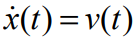 ẋ(t) = v(t)